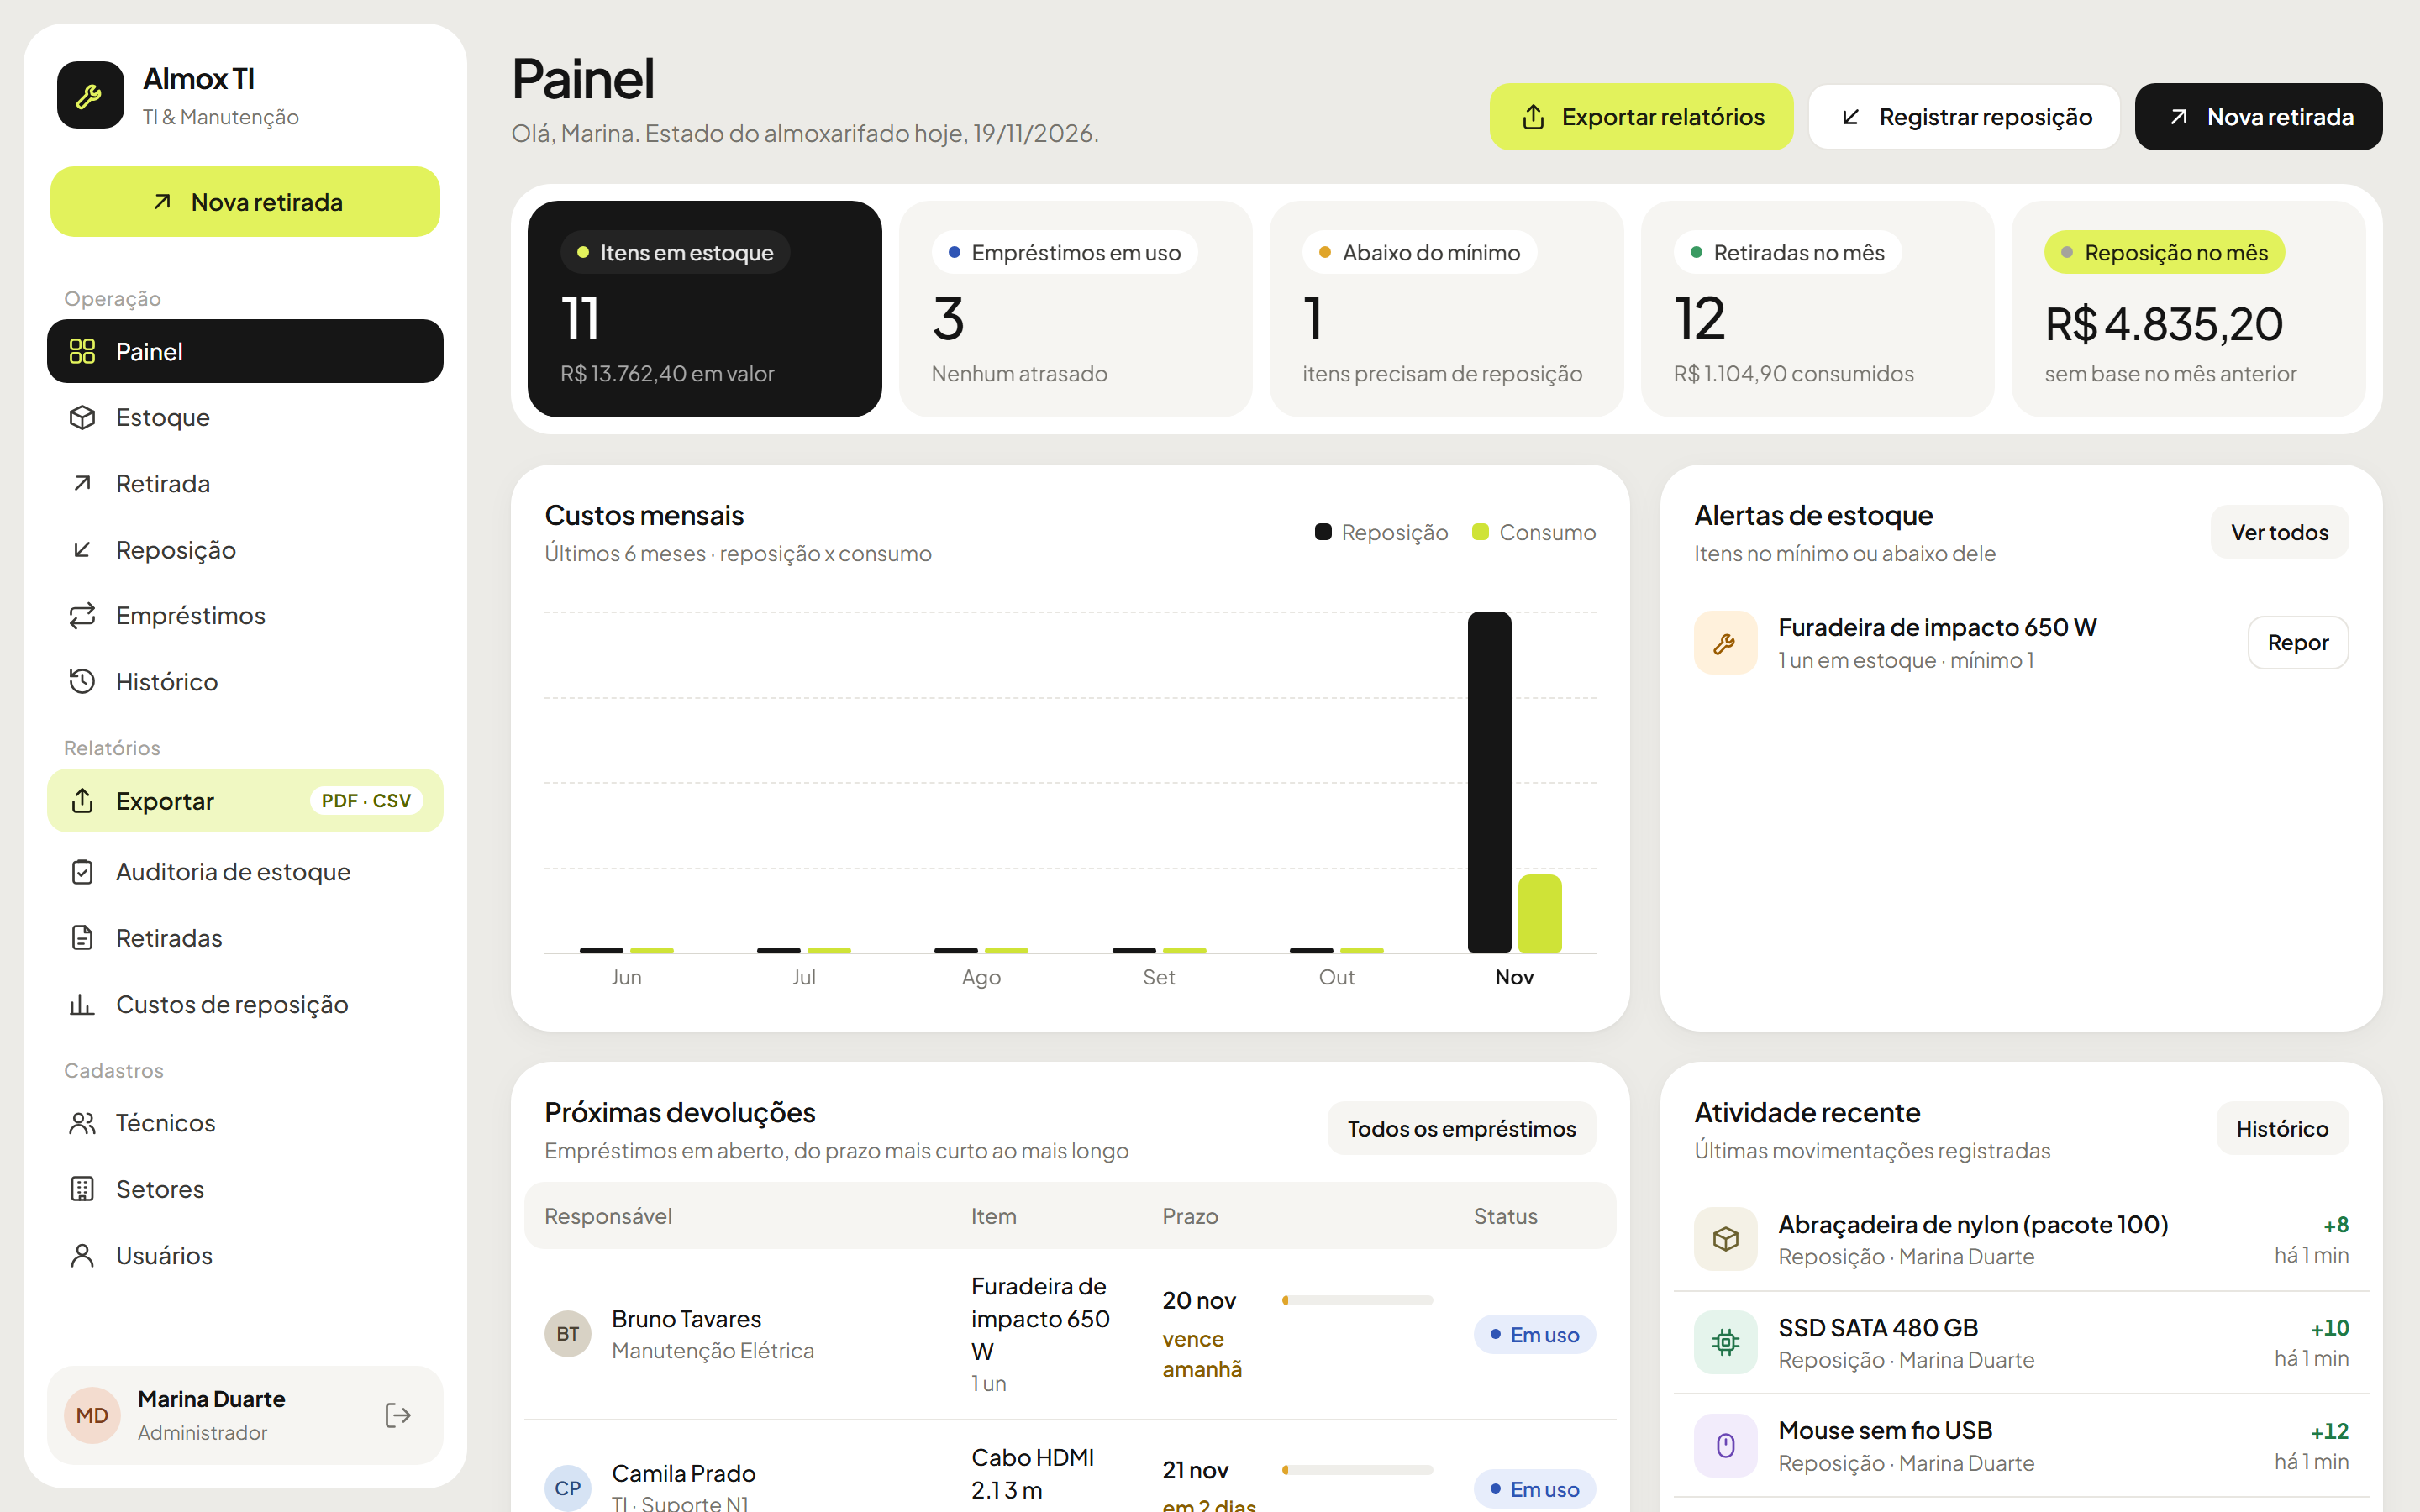 Almox TI
TI & Manutenção
Nova retirada
Operação
Painel
Estoque
Retirada
Reposição
Empréstimos
Histórico
Relatórios
Exportar
PDF · CSV
Auditoria de estoque
Retiradas
Custos de reposição
Cadastros
Técnicos
Setores
Usuários
MD
Marina Duarte
Administrador
Painel
Olá, Marina. Estado do almoxarifado hoje, 19/11/2026.
Exportar relatórios
Registrar reposição
Nova retirada
Itens em estoque
11
R$ 13.762,40 em valor
Empréstimos em uso
3
Nenhum atrasado
Abaixo do mínimo
1
itens precisam de reposição
Retiradas no mês
12
R$ 1.104,90 consumidos
Reposição no mês
R$ 4.835,20
sem base no mês anterior
Custos mensais
Últimos 6 meses · reposição x consumo
Reposição
Consumo
Jun
Jul
Ago
Set
Out
Nov
Alertas de estoque
Itens no mínimo ou abaixo dele
Ver todos
Furadeira de impacto 650 W
1 un em estoque · mínimo 1
Repor
Próximas devoluções
Empréstimos em aberto, do prazo mais curto ao mais longo
Todos os empréstimos
Responsável
Item
Prazo
Status
BT
Bruno Tavares
Manutenção Elétrica
Furadeira de
impacto 650
W
1 un
20 nov
vence
amanhã
Em uso
CP
Camila Prado
TI · Suporte N1
Cabo HDMI
2.1 3 m
21 nov
em 2 dias
Em uso
Atividade recente
Últimas movimentações registradas
Histórico
Abraçadeira de nylon (pacote 100)
Reposição · Marina Duarte
+8
há 1 min
SSD SATA 480 GB
Reposição · Marina Duarte
+10
há 1 min
Mouse sem fio USB
Reposição · Marina Duarte
+12
há 1 min